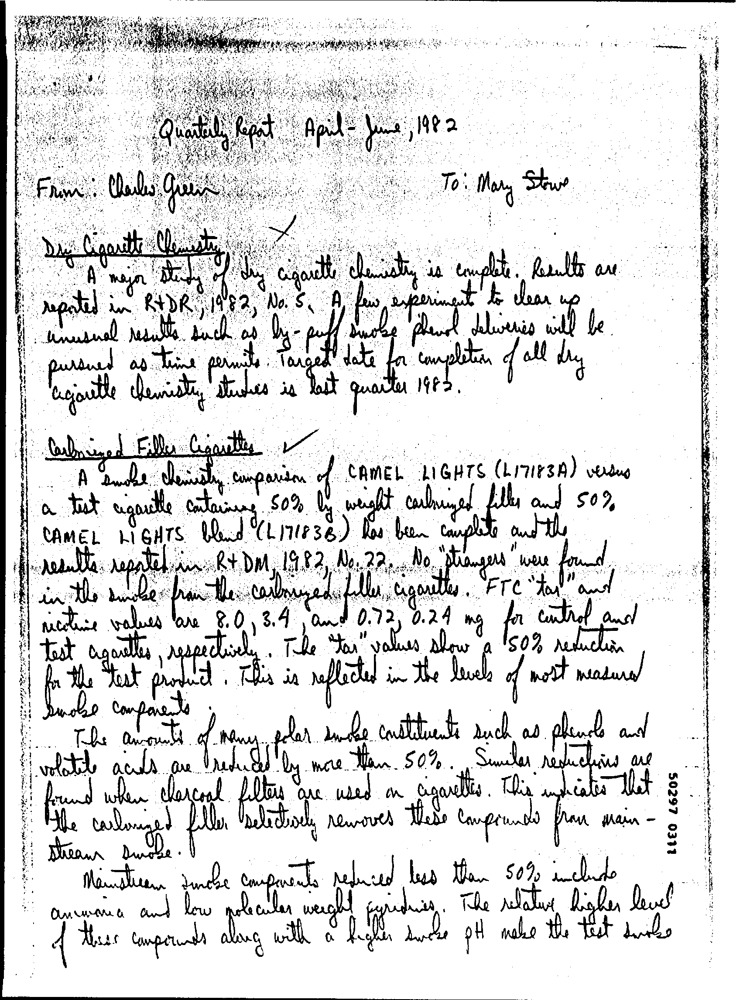 Quarterly Report April - June, 1982
From: Charles Green To: Mary Stowe
Dry Cigarette Chemistry
A major study of dry cigarette chemistry is complete. Results are
reported in R+DR, 1982, No. 5. A few experiments to clear up
unusual results such as by-puff smoke phenol deliveries will be
pursued as time permits. Target date for completion of all dry
cigarette chemistry studies is last quarter 1982.
Carbonized Filler Cigarettes ✓
A smoke chemistry comparison of CAMEL LIGHTS (L17183A) versus
a test cigarette containing 50% by weight carbonized filler and 50%
CAMEL LIGHTS blend (L17183B) has been complete and the
results reported in R+DM, 1982, No. 22. No "strangers" were found
in the smoke from the carbonized filler cigarettes. FTC "tar" and
nicotine values are 8.0, 3.4, and 0.72, 0.24 mg for control and
test cigarettes, respectively. The "tar" values show a 50% reduction
for the test product. This is reflected in the levels of most measured
smoke components.
The amounts of many polar smoke constituents such as phenols and
volatile acids are reduced by more than 50%. Similar reductions are
found when charcoal filters are used on cigarettes. This indicates that
the carbonized filler selectively removes these compounds from main-
stream smoke.
Mainstream smoke components reduced less than 50% include
ammonia and low molecular weight pyridines. The relative higher level
of these compounds along with a higher smoke pH make the test smoke
50297 0311